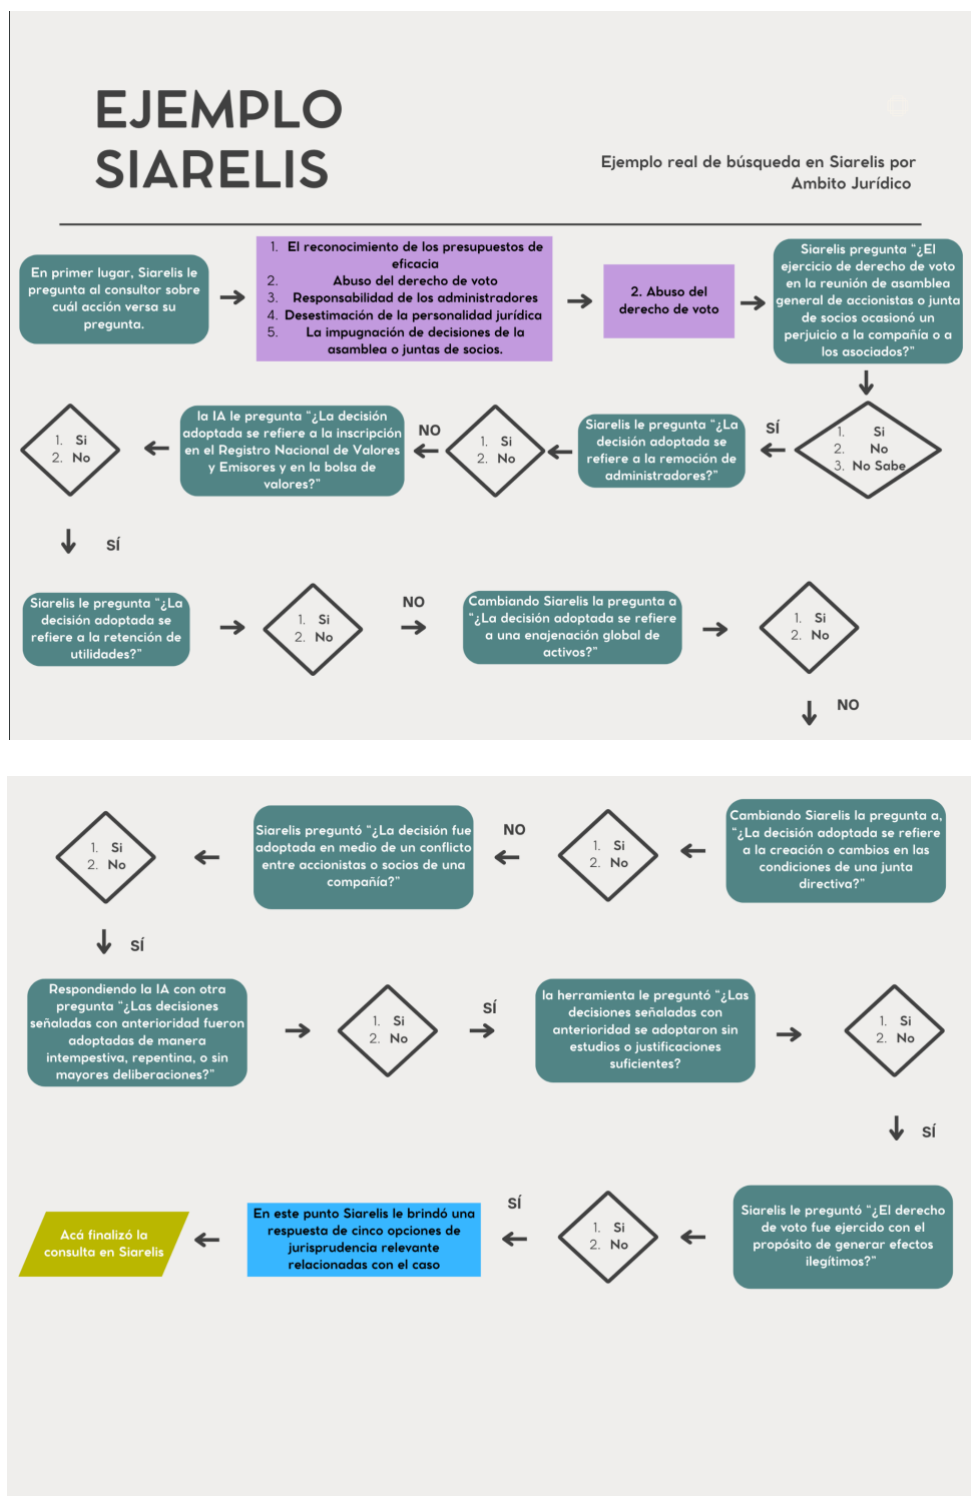 EJEMPLO
SIARELIS
Ejemplo real de búsqueda en Siarelis por
Ambito Jurídico
En primer lugar, Siarelis le
pregunta al consultor sobre
cuál acción versa su
pregunta.
1. El reconocimiento de los presupuestos de
eficacia
2. Abuso del derecho de voto
3. Responsabilidad de los administradores
4. Desestimación de la personalidad jurídica
5. La impugnación de decisiones de la
asamblea o juntas de socios.
2. Abuso del
derecho de voto
Siarelis pregunta "¿El
ejercicio de derecho de voto
en la reunión de asamblea
general de accionistas o junta
de socios ocasionó un
perjuicio a la compañía o a
los asociados?"
1. Si
2. No
3. No Sabe
SÍ
Siarelis le pregunta "¿La
decisión adoptada se
refiere a la remoción de
administradores?"
1. Si
2. No
NO
la IA le pregunta "¿La decisión
adoptada se refiere a la inscripción
en el Registro Nacional de Valores
y Emisores y en la bolsa de
valores?"
1. Si
2. No
SÍ
Siarelis le pregunta "¿La
decisión adoptada se
refiere a la retención de
utilidades?"
1. Si
2. No
NO
Cambiando Siarelis la pregunta a
"¿La decisión adoptada se refiere
a una enajenación global de
activos?"
1. Si
2. No
NO
Cambiando Siarelis la pregunta a,
"¿La decisión adoptada se refiere
a la creación o cambios en las
condiciones de una junta
directiva?"
1. Si
2. No
NO
Siarelis preguntó "¿La decisión fue
adoptada en medio de un conflicto
entre accionistas o socios de una
compañía?"
1. Si
2. No
SÍ
Respondiendo la IA con otra
pregunta "¿Las decisiones
señaladas con anterioridad fueron
adoptadas de manera
intempestiva, repentina, o sin
mayores deliberaciones?"
1. Si
2. No
SÍ
la herramienta le preguntó "¿Las
decisiones señaladas con
anterioridad se adoptaron sin
estudios o justificaciones
suficientes?
1. Si
2. No
SÍ
Siarelis le preguntó "¿El derecho
de voto fue ejercido con el
propósito de generar efectos
ilegítimos?"
1. Si
2. No
SÍ
En este punto Siarelis le brindó una
respuesta de cinco opciones de
jurisprudencia relevante
relacionadas con el caso
Acá finalizó la
consulta en Siarelis